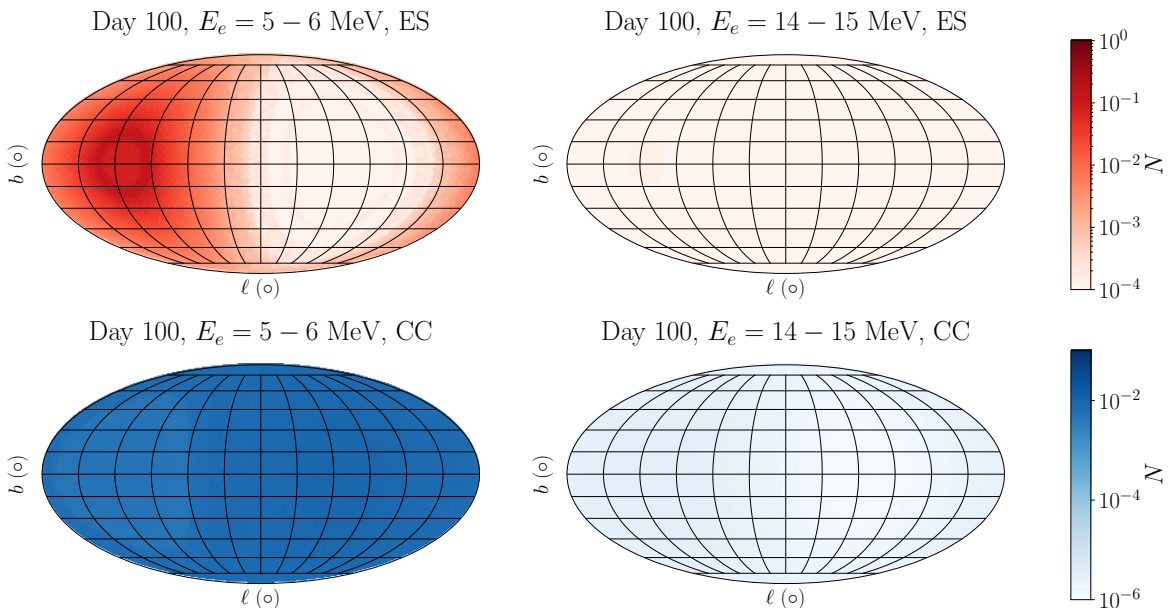 Day 100, $E_e = 5 - 6$ MeV, ES
Day 100, $E_e = 14 - 15$ MeV, ES
b (∘)
ℓ (∘)
b (∘)
ℓ (∘)
10⁰
10⁻¹
10⁻²
10⁻³
10⁻⁴
N
Day 100, $E_e = 5 - 6$ MeV, CC
Day 100, $E_e = 14 - 15$ MeV, CC
b (∘)
ℓ (∘)
b (∘)
ℓ (∘)
10⁻²
10⁻⁴
10⁻⁶
N